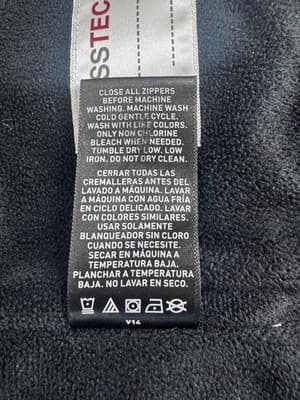 SSTEC
CLOSE ALL ZIPPERS
BEFORE MACHINE
WASHING. MACHINE WASH
COLD GENTLE CYCLE.
WASH WITH LIKE COLORS.
ONLY NON CHLORINE
BLEACH WHEN NEEDED.
TUMBLE DRY LOW. LOW
IRON. DO NOT DRY CLEAN.
CERRAR TODAS LAS
CREMALLERAS ANTES DEL
LAVADO A MÁQUINA. LAVAR
A MÁQUINA CON AGUA FRÍA
EN CICLO DELICADO. LAVAR
CON COLORES SIMILARES.
USAR SOLAMENTE
BLANQUEADOR SIN CLORO
CUANDO SE NECESITE.
SECAR EN MÁQUINA A
TEMPERATURA BAJA.
PLANCHAR A TEMPERATURA
BAJA. NO LAVAR EN SECO.
V14